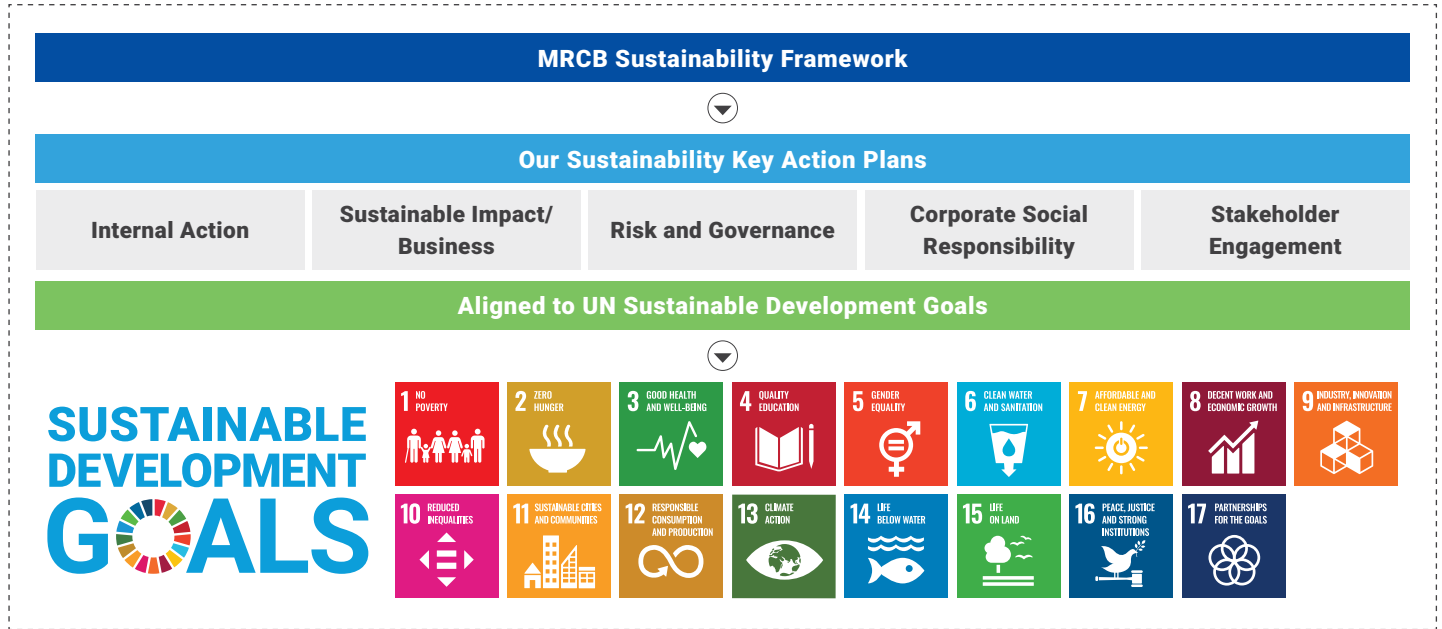 MRCB Sustainability Framework
Our Sustainability Key Action Plans
Internal Action
Sustainable Impact/
Business
Risk and Governance
Corporate Social
Responsibility
Stakeholder
Engagement
Aligned to UN Sustainable Development Goals
SUSTAINABLE
DEVELOPMENT
GOALS
1 NO
POVERTY
2 ZERO
HUNGER
3 GOOD HEALTH
AND WELL-BEING
4 QUALITY
EDUCATION
5 GENDER
EQUALITY
6 CLEAN WATER
AND SANITATION
7 AFFORDABLE AND
CLEAN ENERGY
8 DECENT WORK AND
ECONOMIC GROWTH
9 INDUSTRY, INNOVATION
AND INFRASTRUCTURE
10 REDUCED
INEQUALITIES
11 SUSTAINABLE CITIES
AND COMMUNITIES
12 RESPONSIBLE
CONSUMPTION
AND PRODUCTION
13 CLIMATE
ACTION
14 LIFE
BELOW WATER
15 LIFE
ON LAND
16 PEACE, JUSTICE
AND STRONG
INSTITUTIONS
17 PARTNERSHIPS
FOR THE GOALS